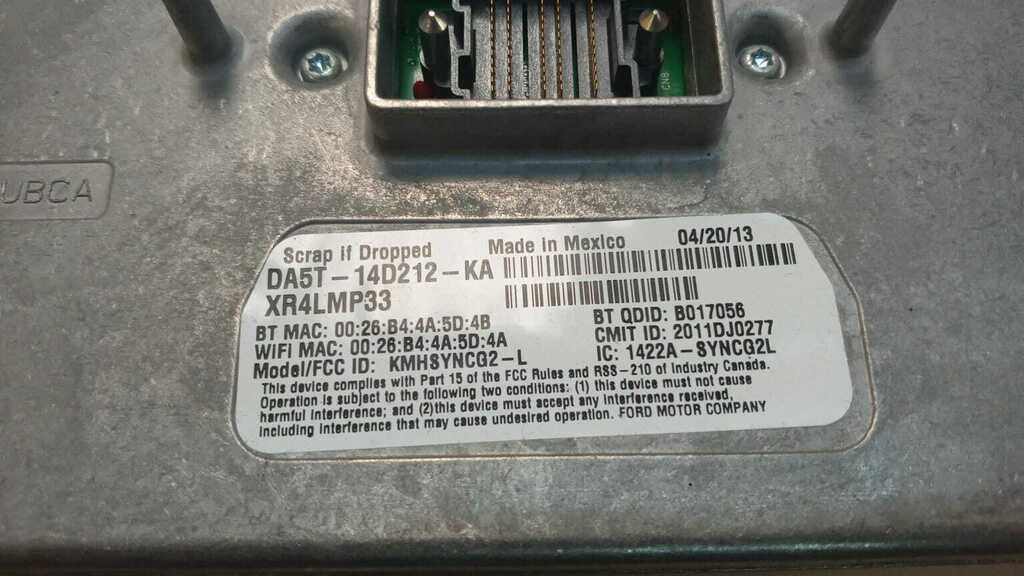 UBCA
CN8
Scrap if Dropped Made in Mexico 04/20/13
DA5T-14D212-KA
XR4LMP33
BT MAC: 00:26:B4:4A:5D:4B BT QDID: B017056
WiFi MAC: 00:26:B4:4A:5D:4A CMIT ID: 2011DJ0277
Model/FCC ID: KMHSYNCG2-L IC: 1422A-SYNCG2L
This device complies with Part 15 of the FCC Rules and RSS-210 of Industry Canada.
Operation is subject to the following two conditions: (1) this device must not cause
harmful interference; and (2)this device must accept any interference received,
including interference that may cause undesired operation. FORD MOTOR COMPANY